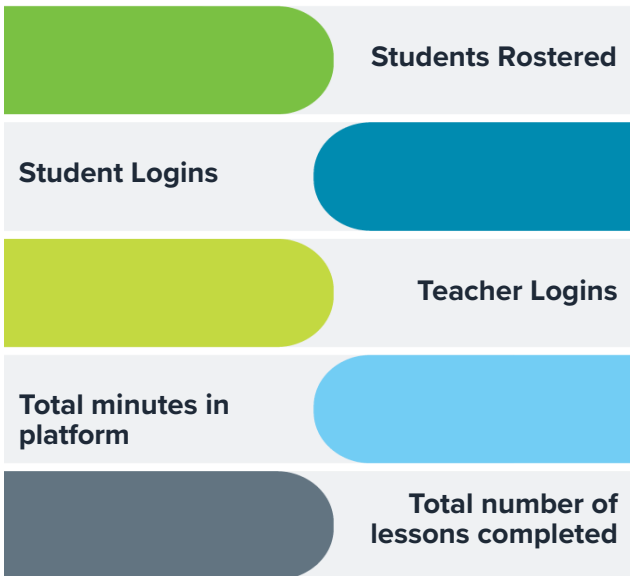 Students Rostered
Student Logins
Teacher Logins
Total minutes in
platform
Total number of
lessons completed